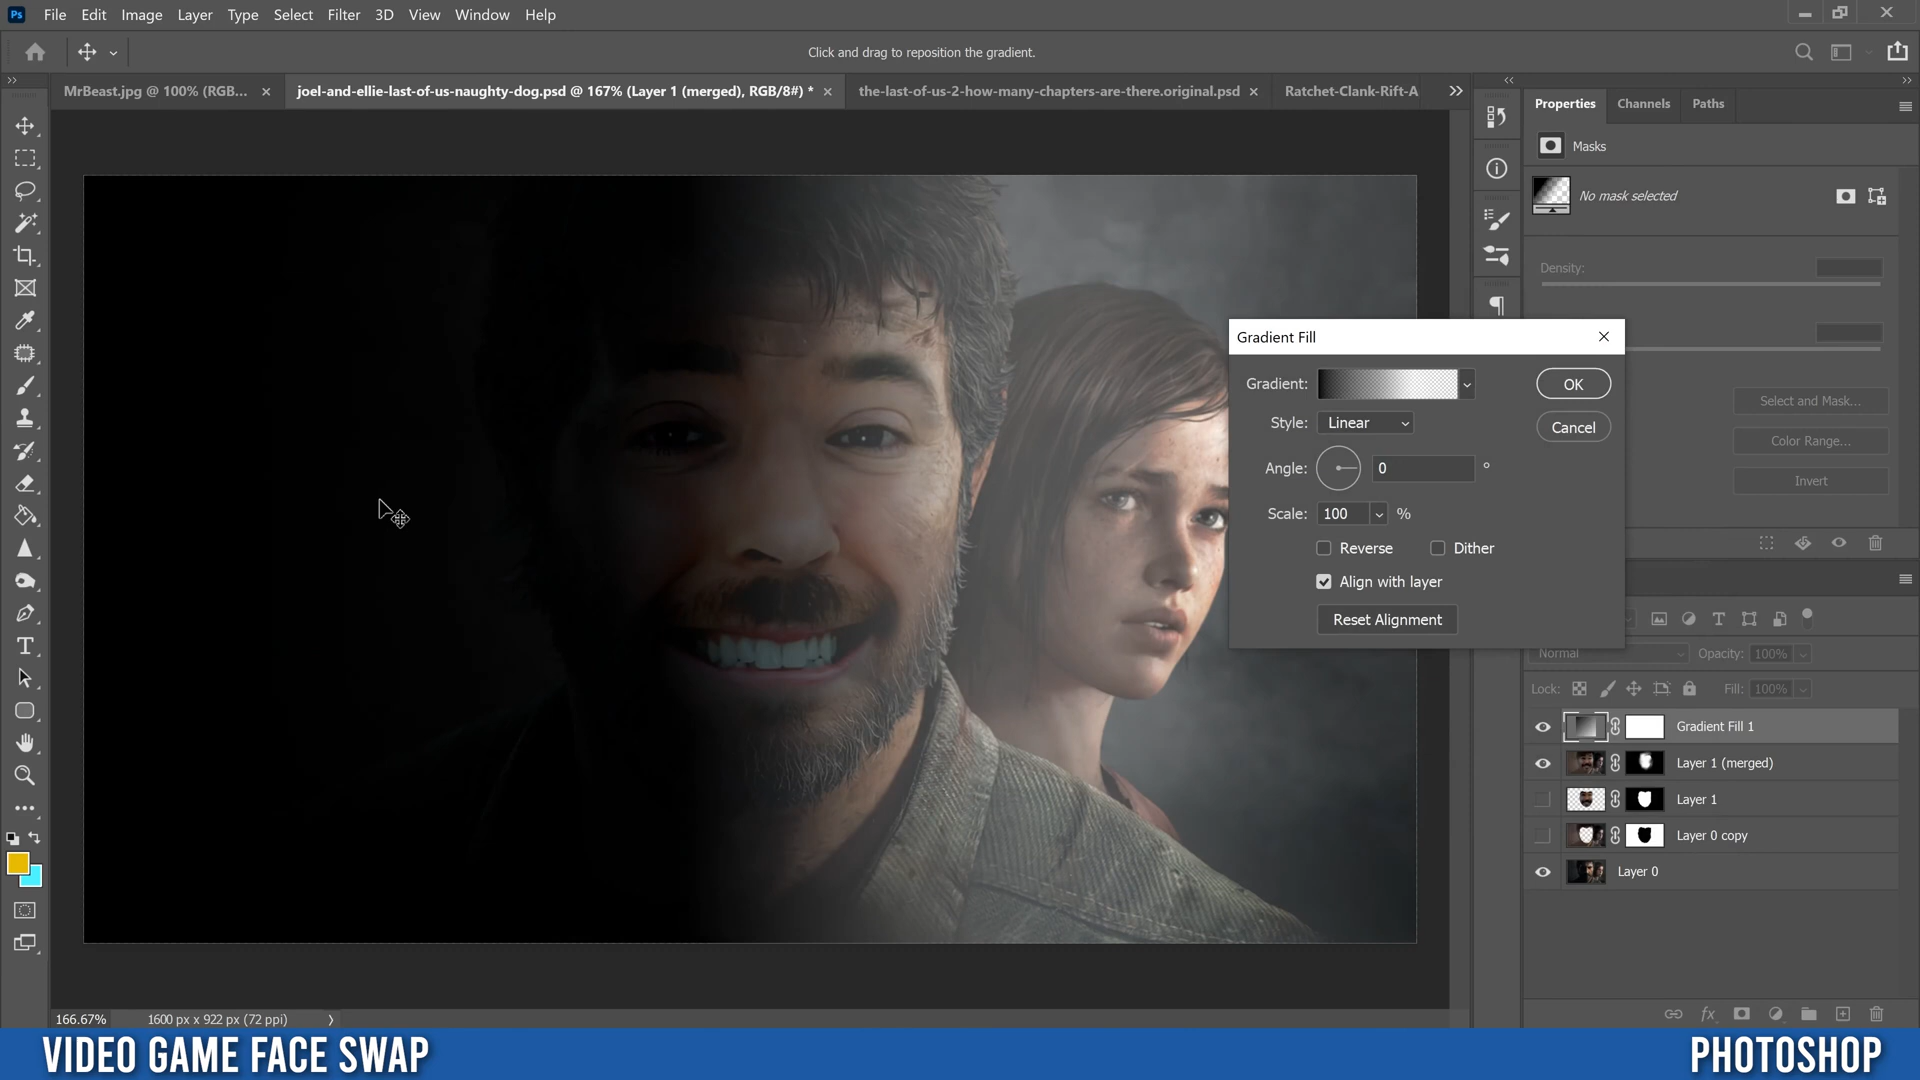 Ps File Edit Image Layer Type Select Filter 3D View Window Help
Click and drag to reposition the gradient.
MrBeast.jpg @ 100% (RGB... × joel-and-ellie-last-of-us-naughty-dog.psd @ 167% (Layer 1 (merged), RGB/8#) * × the-last-of-us-2-how-many-chapters-are-there.original.psd × Ratchet-Clank-Rift-A
Properties Channels Paths
Masks
No mask selected
Density:
Gradient Fill
Gradient:
OK
Style: Linear
Cancel
Angle: 0 °
Scale: 100 %
Reverse Dither
Align with layer
Reset Alignment
Select and Mask...
Color Range...
Invert
Normal Opacity: 100%
Lock: Fill: 100%
Gradient Fill 1
Layer 1 (merged)
Layer 1
Layer 0 copy
Layer 0
166.67% 1600 px x 922 px (72 ppi)
VIDEO GAME FACE SWAP
PHOTOSHOP